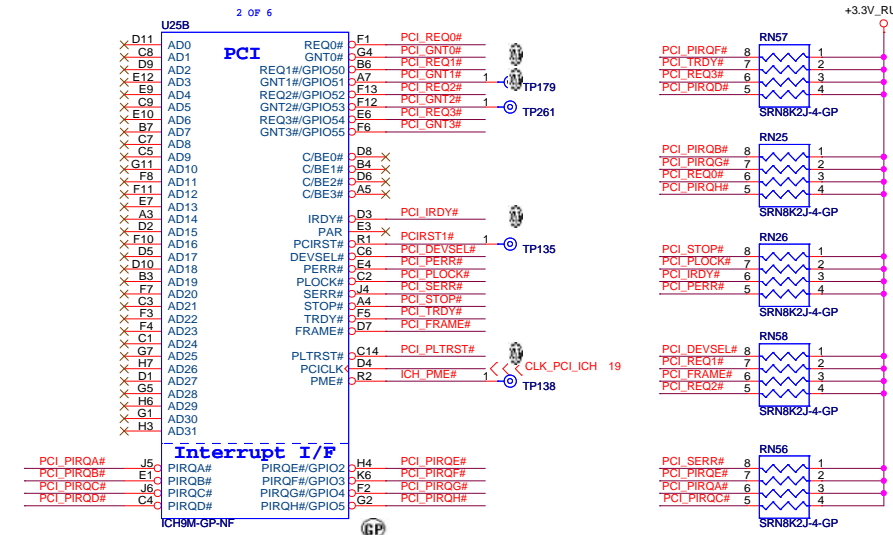 2 OF 6
+3.3V_RU
U25B
PCI
D11 AD0 REQ0# F1 PCI_REQ0#
C8 AD1 GNT0# G4 PCI_GNT0#
D9 AD2 REQ1#/GPIO50 B6 PCI_REQ1#
E12 AD3 GNT1#/GPIO51 A7 PCI_GNT1# 1 TP179
E9 AD4 REQ2#/GPIO52 F13 PCI_REQ2#
C9 AD5 GNT2#/GPIO53 F12 PCI_GNT2# 1 TP261
E10 AD6 REQ3#/GPIO54 E6 PCI_REQ3#
B7 AD7 GNT3#/GPIO55 F6 PCI_GNT3#
C7 AD8
C5 AD9 C/BE0# D8
G11 AD10 C/BE1# B4
F8 AD11 C/BE2# D6
F11 AD12 C/BE3# A5
E7 AD13
A3 AD14 IRDY# D3 PCI_IRDY#
D2 AD15 PAR E3
F10 AD16 PCIRST# R1 PCIRST1# 1 TP135
D5 AD17 DEVSEL# C6 PCI_DEVSEL#
D10 AD18 PERR# E4 PCI_PERR#
B3 AD19 PLOCK# C2 PCI_PLOCK#
F7 AD20 SERR# J4 PCI_SERR#
C3 AD21 STOP# A4 PCI_STOP#
F3 AD22 TRDY# F5 PCI_TRDY#
F4 AD23 FRAME# D7 PCI_FRAME#
C1 AD24
G7 AD25 PLTRST# C14 PCI_PLTRST#
H7 AD26 PCICLK D4 CLK_PCI_ICH 19
D1 AD27 PME# R2 ICH_PME# 1 TP138
G5 AD28
H6 AD29
G1 AD30
H3 AD31
Interrupt I/F
PCI_PIRQA# J5 PIRQA# PIRQE#/GPIO2 H4 PCI_PIRQE#
PCI_PIRQB# E1 PIRQB# PIRQF#/GPIO3 K6 PCI_PIRQF#
PCI_PIRQC# J6 PIRQC# PIRQG#/GPIO4 F2 PCI_PIRQG#
PCI_PIRQD# C4 PIRQD# PIRQH#/GPIO5 G2 PCI_PIRQH#
ICH9M-GP-NF
GP
RN57
PCI_PIRQF# 8 1
PCI_TRDY# 7 2
PCI_REQ3# 6 3
PCI_PIRQD# 5 4
SRN8K2J-4-GP
RN25
PCI_PIRQB# 8 1
PCI_PIRQG# 7 2
PCI_REQ0# 6 3
PCI_PIRQH# 5 4
SRN8K2J-4-GP
RN26
PCI_STOP# 8 1
PCI_PLOCK# 7 2
PCI_IRDY# 6 3
PCI_PERR# 5 4
SRN8K2J-4-GP
RN58
PCI_DEVSEL# 8 1
PCI_REQ1# 7 2
PCI_FRAME# 6 3
PCI_REQ2# 5 4
SRN8K2J-4-GP
RN56
PCI_SERR# 8 1
PCI_PIRQE# 7 2
PCI_PIRQA# 6 3
PCI_PIRQC# 5 4
SRN8K2J-4-GP